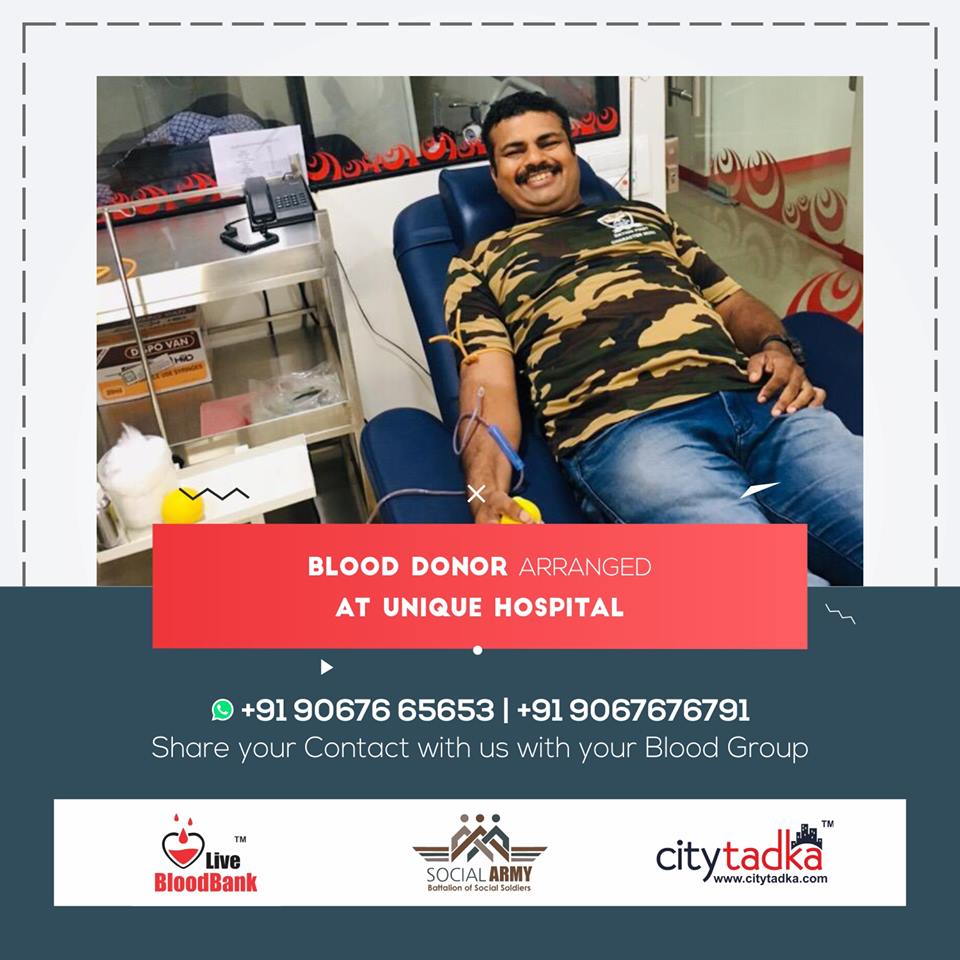 DISPO VAN
BLOOD DONOR ARRANGED
AT UNIQUE HOSPITAL
+91 90676 65653 | +91 9067676791
Share your Contact with us with your Blood Group
Live TM
BloodBank
SOCIAL ARMY
Battalion of Social Soldiers
citytadka TM
www.citytadka.com